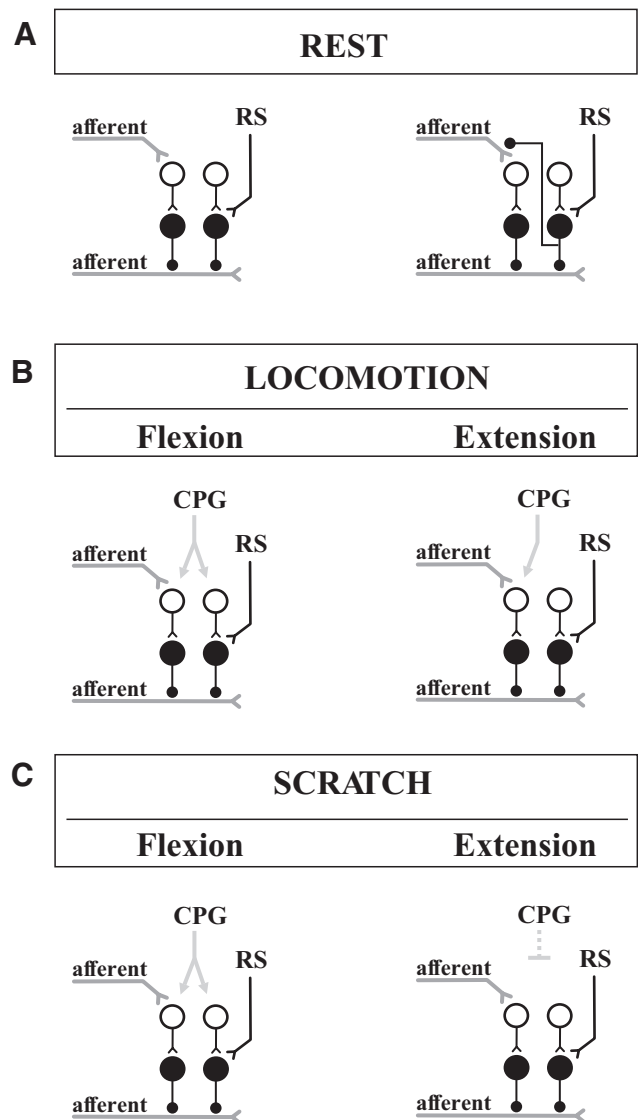 A
REST
afferent RS afferent RS
afferent afferent
B
LOCOMOTION
Flexion Extension
CPG CPG
afferent RS afferent RS
afferent afferent
C
SCRATCH
Flexion Extension
CPG CPG
afferent RS afferent RS
afferent afferent